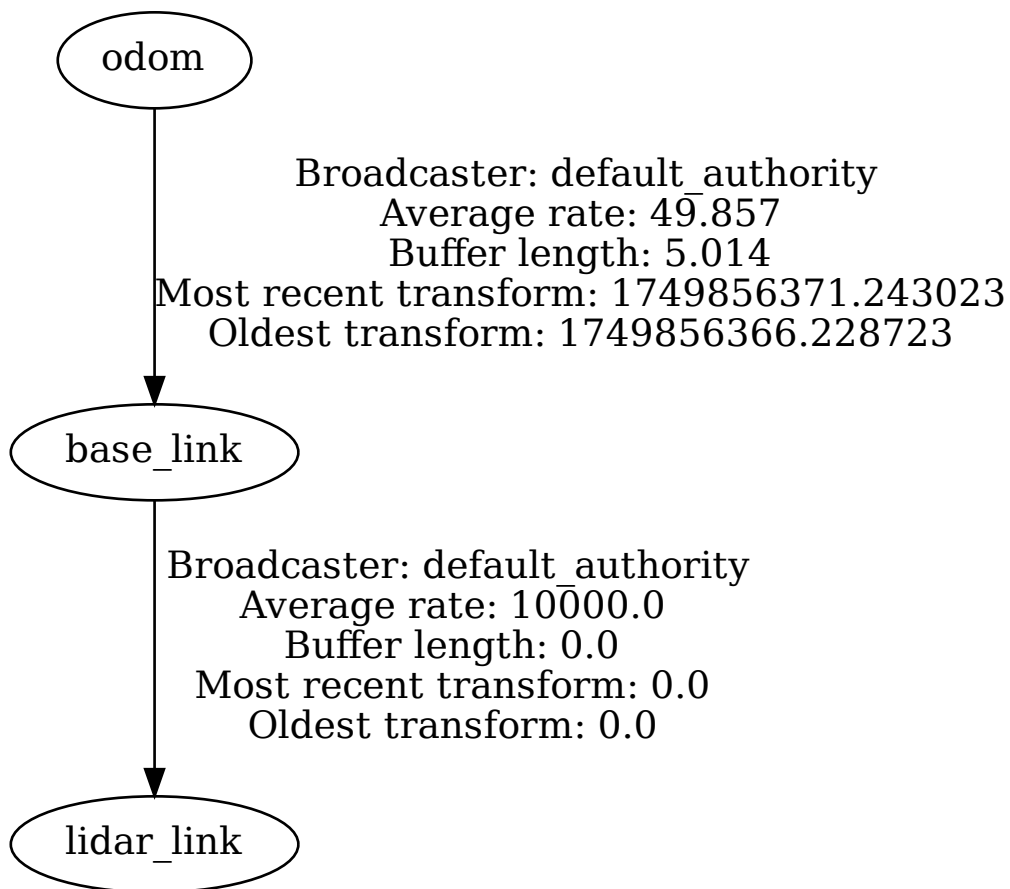 odom
Broadcaster: default_authority
Average rate: 49.857
Buffer length: 5.014
Most recent transform: 1749856371.243023
Oldest transform: 1749856366.228723
base_link
Broadcaster: default_authority
Average rate: 10000.0
Buffer length: 0.0
Most recent transform: 0.0
Oldest transform: 0.0
lidar_link